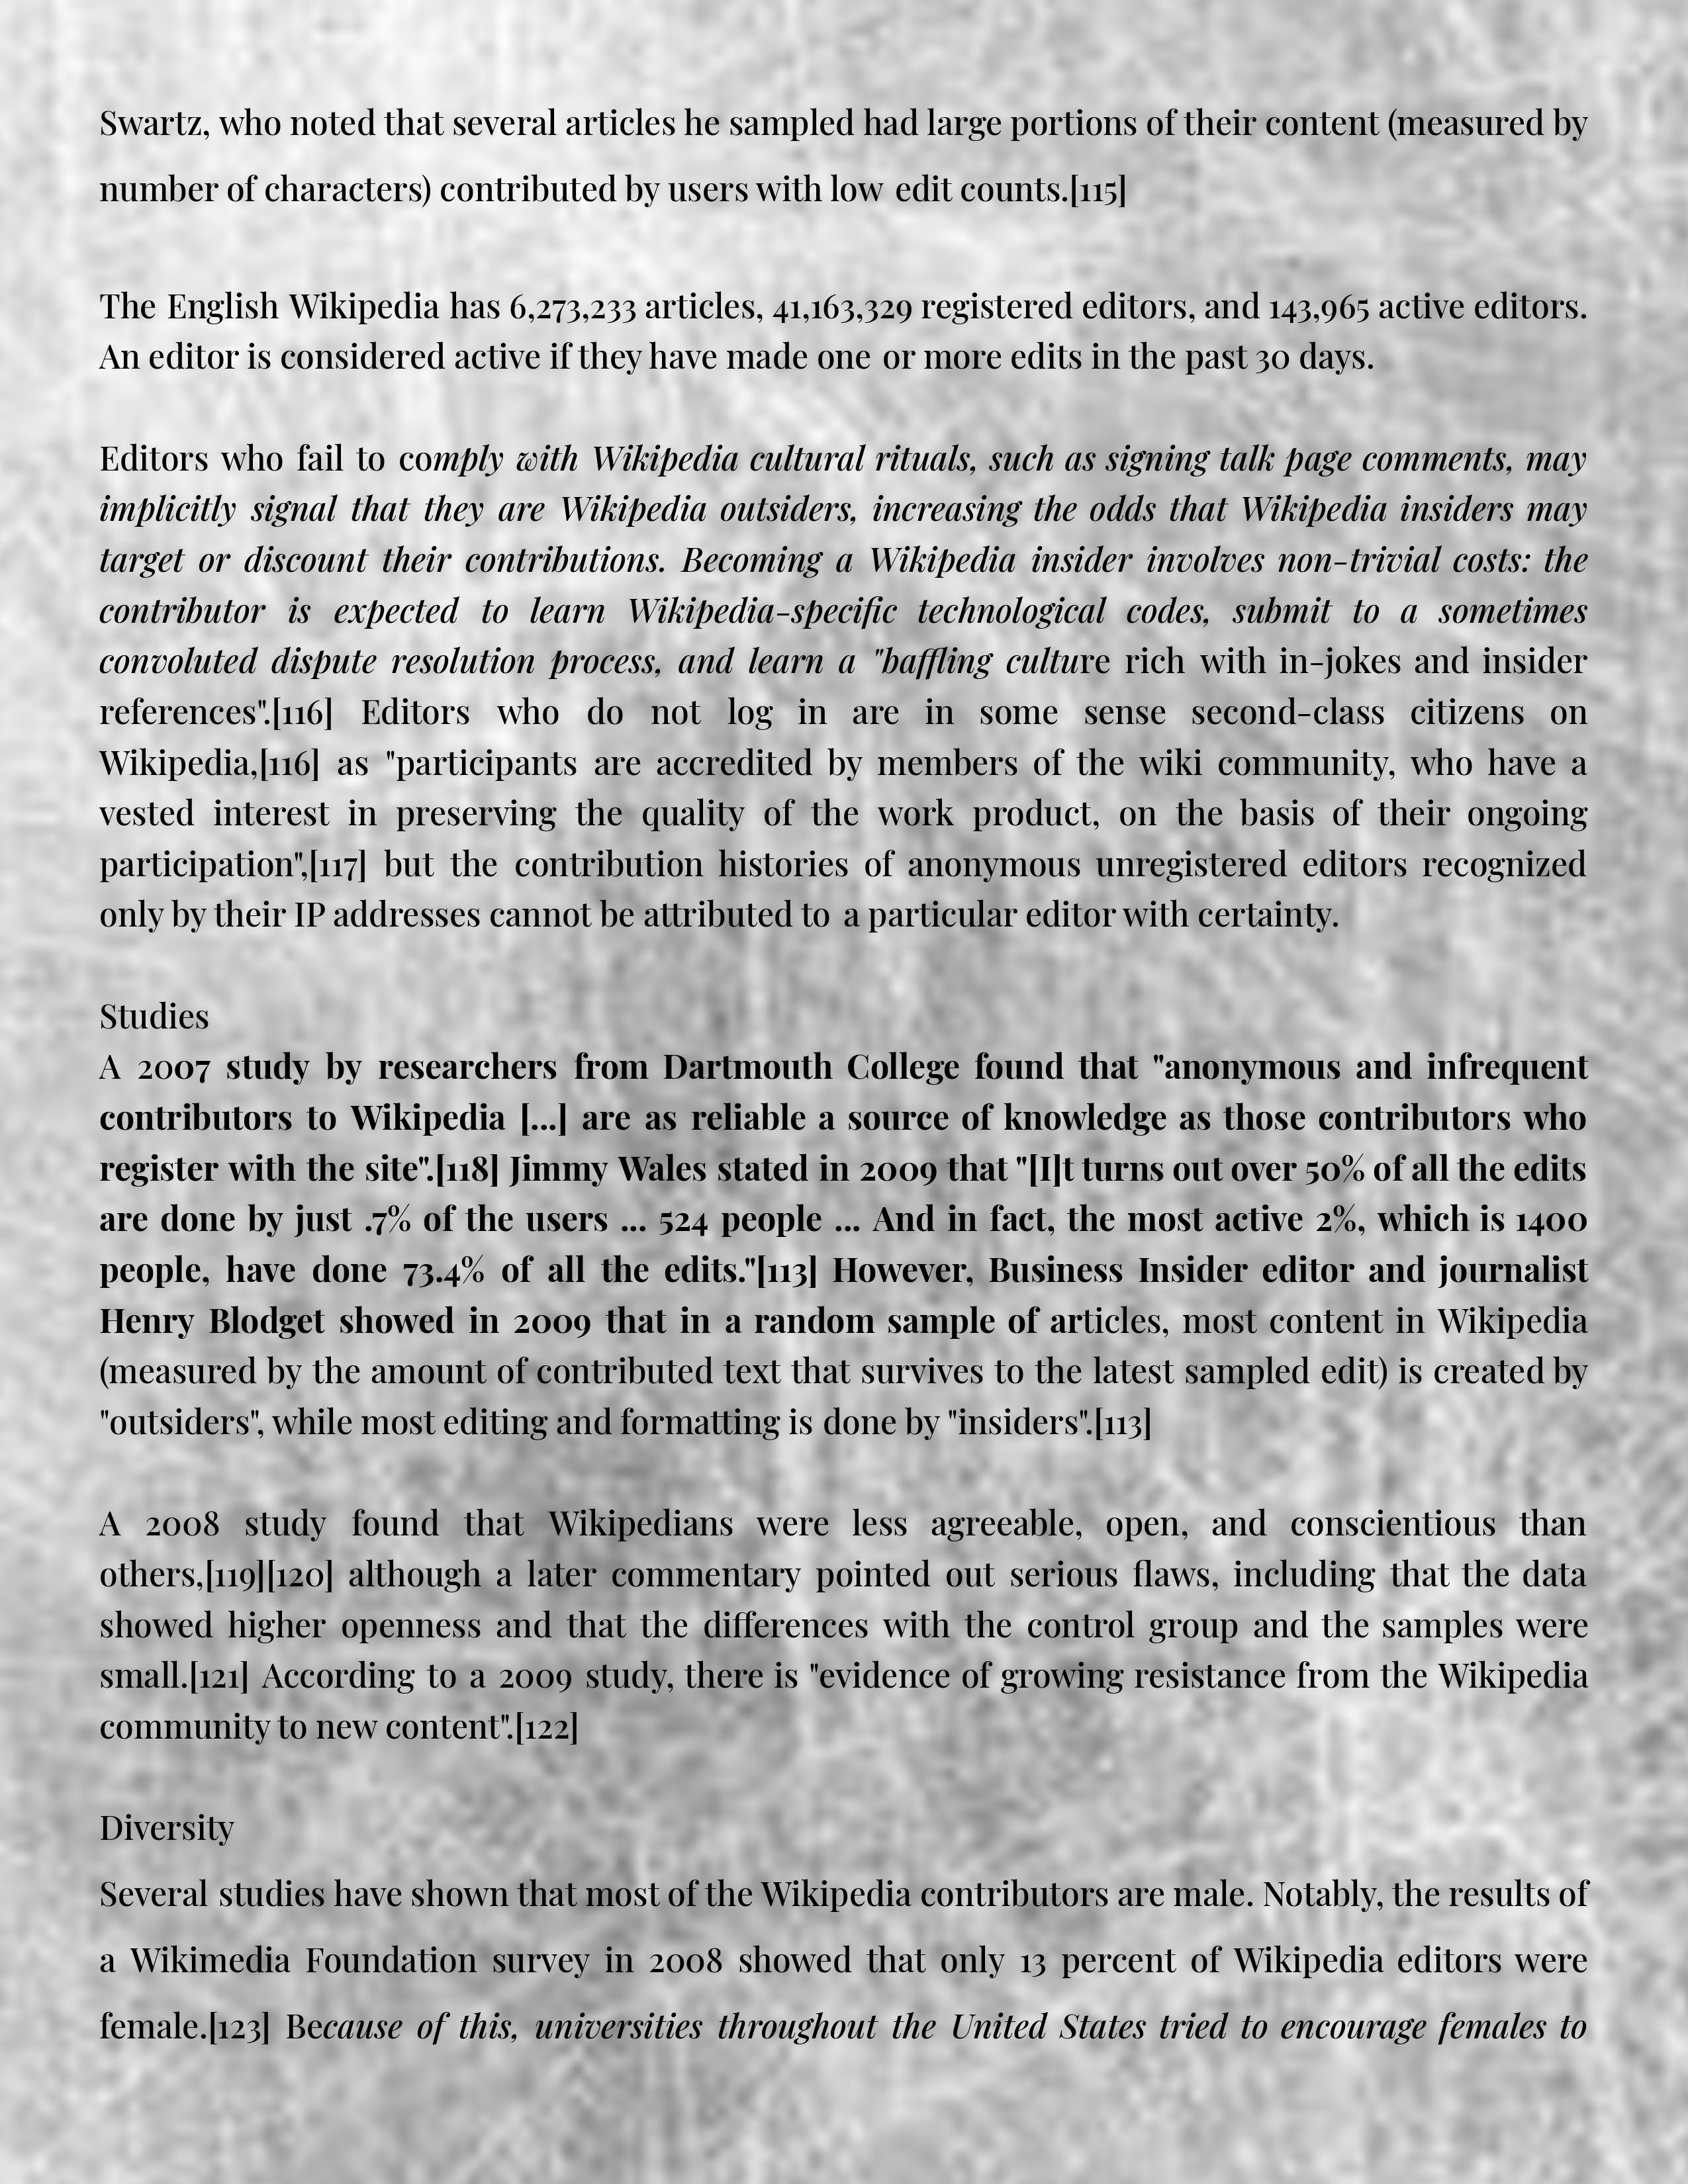 Swartz, who noted that several articles he sampled had large portions of their content (measured by
number of characters) contributed by users with low edit counts.[115]
The English Wikipedia has 6,273,233 articles, 41,163,329 registered editors, and 143,965 active editors.
An editor is considered active if they have made one or more edits in the past 30 days.
Editors who fail to comply with Wikipedia cultural rituals, such as signing talk page comments, may
implicitly signal that they are Wikipedia outsiders, increasing the odds that Wikipedia insiders may
target or discount their contributions. Becoming a Wikipedia insider involves non-trivial costs: the
contributor is expected to learn Wikipedia-specific technological codes, submit to a sometimes
convoluted dispute resolution process, and learn a "baffling culture rich with in-jokes and insider
references".[116] Editors who do not log in are in some sense second-class citizens on
Wikipedia,[116] as "participants are accredited by members of the wiki community, who have a
vested interest in preserving the quality of the work product, on the basis of their ongoing
participation",[117] but the contribution histories of anonymous unregistered editors recognized
only by their IP addresses cannot be attributed to a particular editor with certainty.
Studies
A 2007 study by researchers from Dartmouth College found that "anonymous and infrequent
contributors to Wikipedia [...] are as reliable a source of knowledge as those contributors who
register with the site".[118] Jimmy Wales stated in 2009 that "[I]t turns out over 50% of all the edits
are done by just .7% of the users ... 524 people ... And in fact, the most active 2%, which is 1400
people, have done 73.4% of all the edits."[113] However, Business Insider editor and journalist
Henry Blodget showed in 2009 that in a random sample of articles, most content in Wikipedia
(measured by the amount of contributed text that survives to the latest sampled edit) is created by
"outsiders", while most editing and formatting is done by "insiders".[113]
A 2008 study found that Wikipedians were less agreeable, open, and conscientious than
others,[119][120] although a later commentary pointed out serious flaws, including that the data
showed higher openness and that the differences with the control group and the samples were
small.[121] According to a 2009 study, there is "evidence of growing resistance from the Wikipedia
community to new content".[122]
Diversity
Several studies have shown that most of the Wikipedia contributors are male. Notably, the results of
a Wikimedia Foundation survey in 2008 showed that only 13 percent of Wikipedia editors were
female.[123] Because of this, universities throughout the United States tried to encourage females to